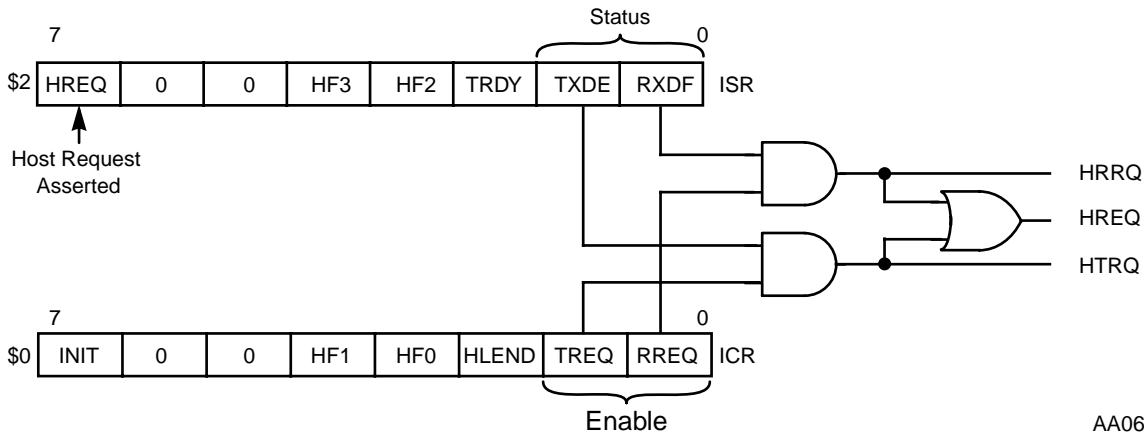 Status
7 0
$2 HREQ 0 0 HF3 HF2 TRDY TXDE RXDF ISR
Host Request
Asserted
HRRQ
HREQ
HTRQ
7 0
$0 INIT 0 0 HF1 HF0 HLEND TREQ RREQ ICR
Enable
AA06